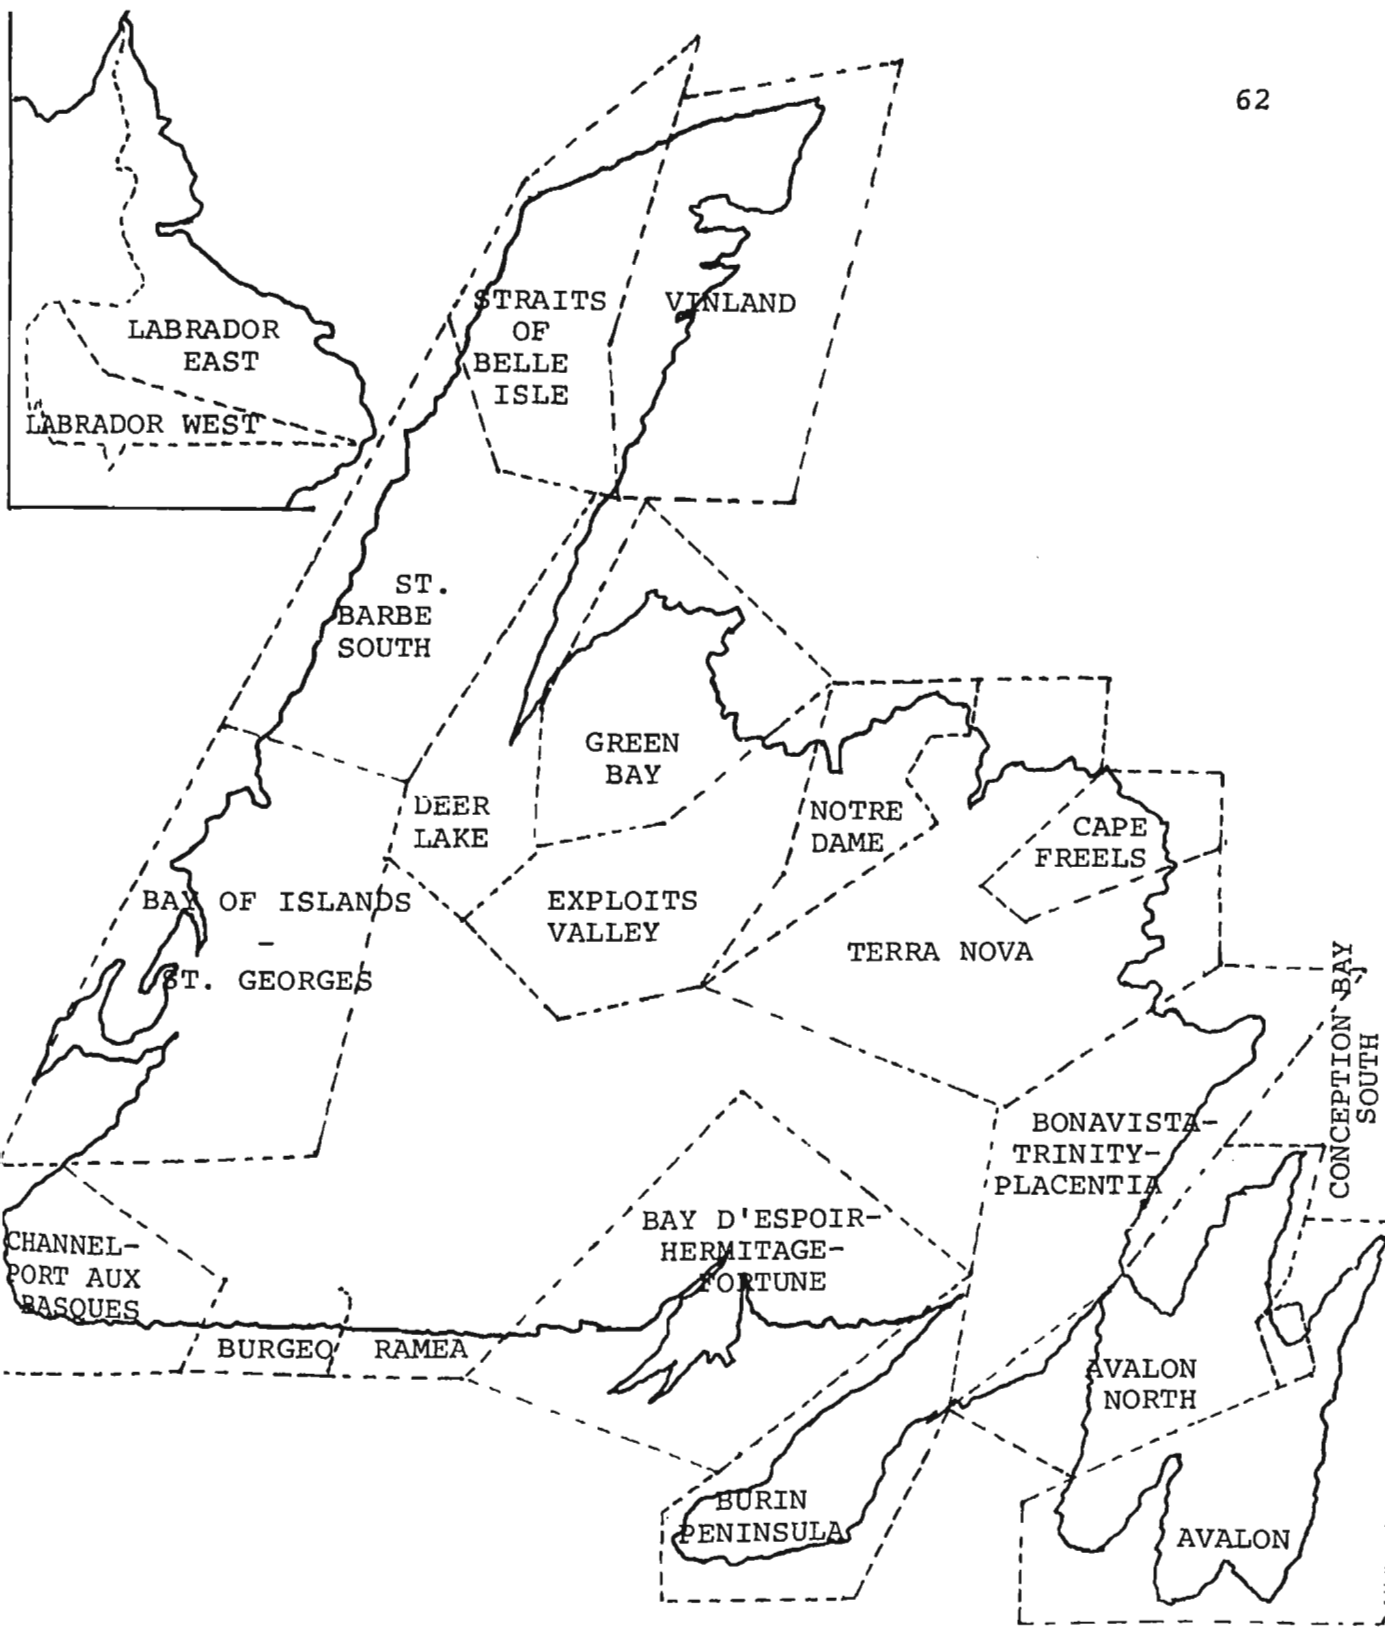 62
STRAITS
OF
BELLE
ISLE
VINLAND
LABRADOR
EAST
LABRADOR WEST
ST.
BARBE
SOUTH
GREEN
BAY
DEER
LAKE
NOTRE
DAME
CAPE
FREELS
BAY OF ISLANDS
-
ST. GEORGES
EXPLOITS
VALLEY
TERRA NOVA
CONCEPTION BAY
SOUTH
BONAVISTA-
TRINITY-
PLACENTIA
BAY D'ESPOIR-
HERMITAGE-
FORTUNE
CHANNEL-
PORT AUX
BASQUES
BURGEO
RAMEA
AVALON
NORTH
BURIN
PENINSULA
AVALON